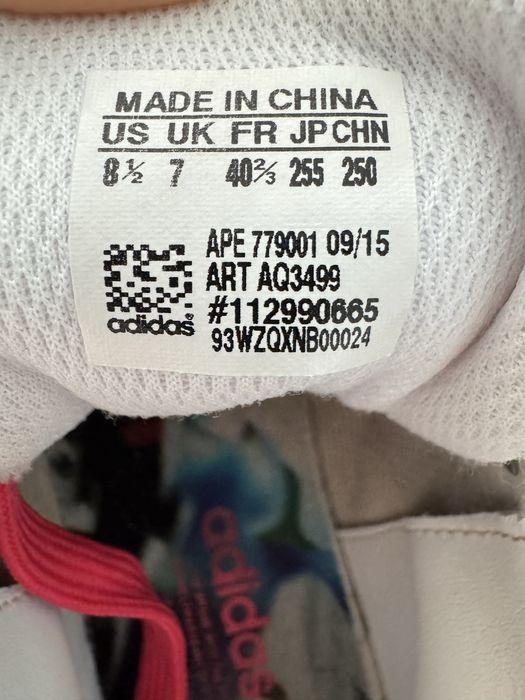 MADE IN CHINA
US UK FR JP CHN
8½ 7 40⅔ 255 250
APE 779001 09/15
ART AQ3499
#112990665
adidas
93WZQXNB00024
adidas